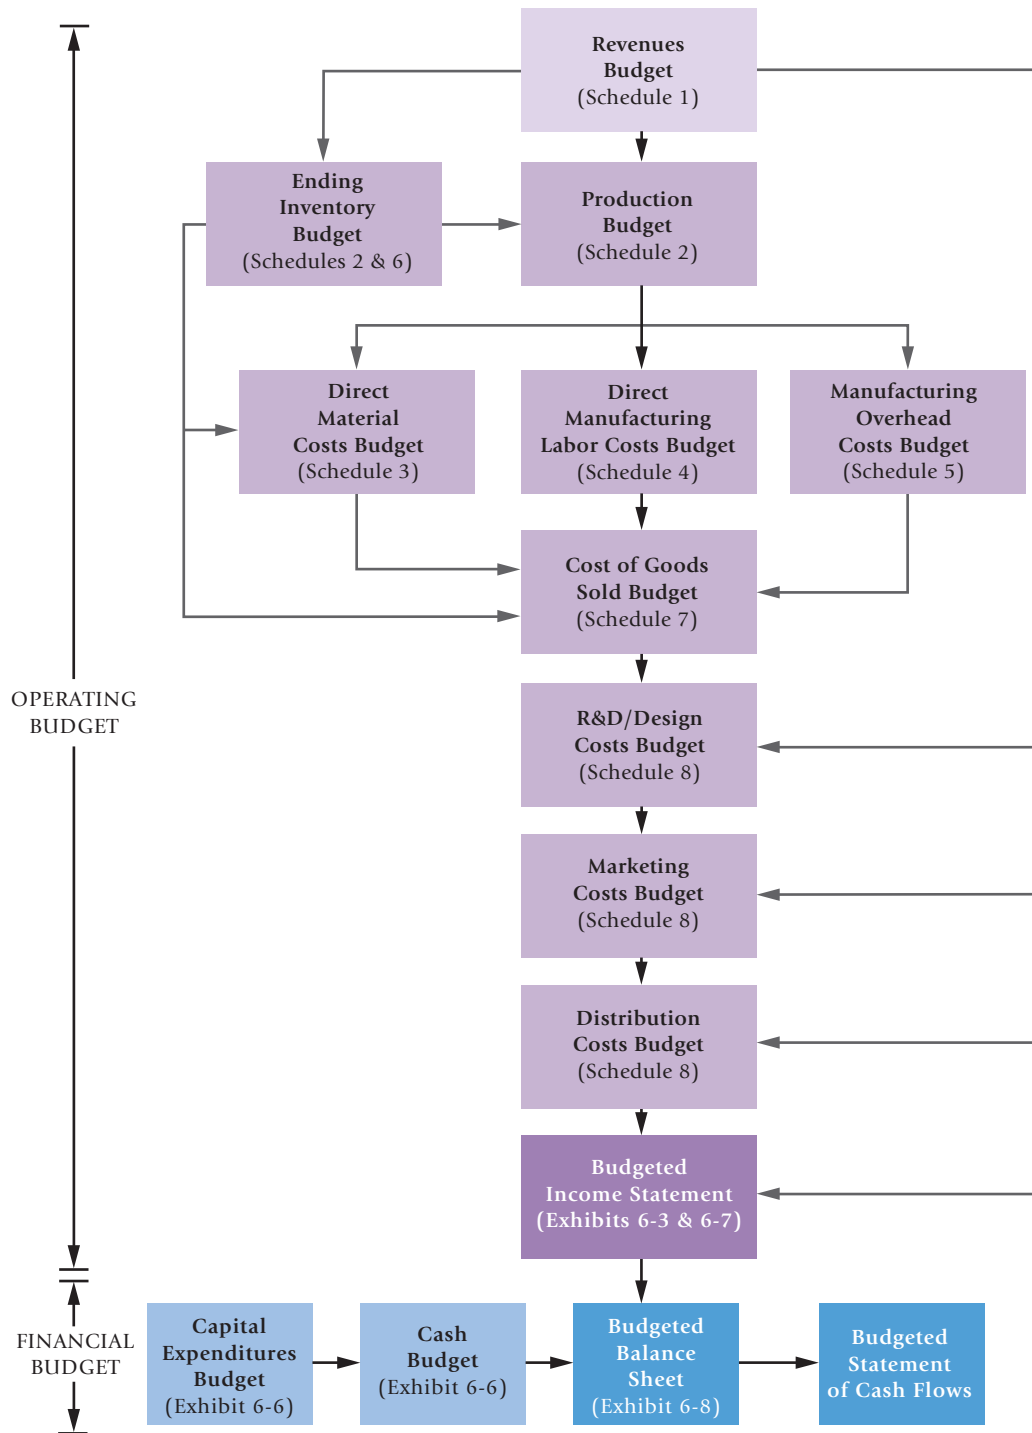 Revenues
Budget
(Schedule 1)
Ending
Inventory
Budget
(Schedules 2 & 6)
Production
Budget
(Schedule 2)
Direct
Material
Costs Budget
(Schedule 3)
Direct
Manufacturing
Labor Costs Budget
(Schedule 4)
Manufacturing
Overhead
Costs Budget
(Schedule 5)
Cost of Goods
Sold Budget
(Schedule 7)
OPERATING
BUDGET
R&D/Design
Costs Budget
(Schedule 8)
Marketing
Costs Budget
(Schedule 8)
Distribution
Costs Budget
(Schedule 8)
Budgeted
Income Statement
(Exhibits 6-3 & 6-7)
FINANCIAL
BUDGET
Capital
Expenditures
Budget
(Exhibit 6-6)
Cash
Budget
(Exhibit 6-6)
Budgeted
Balance
Sheet
(Exhibit 6-8)
Budgeted
Statement
of Cash Flows